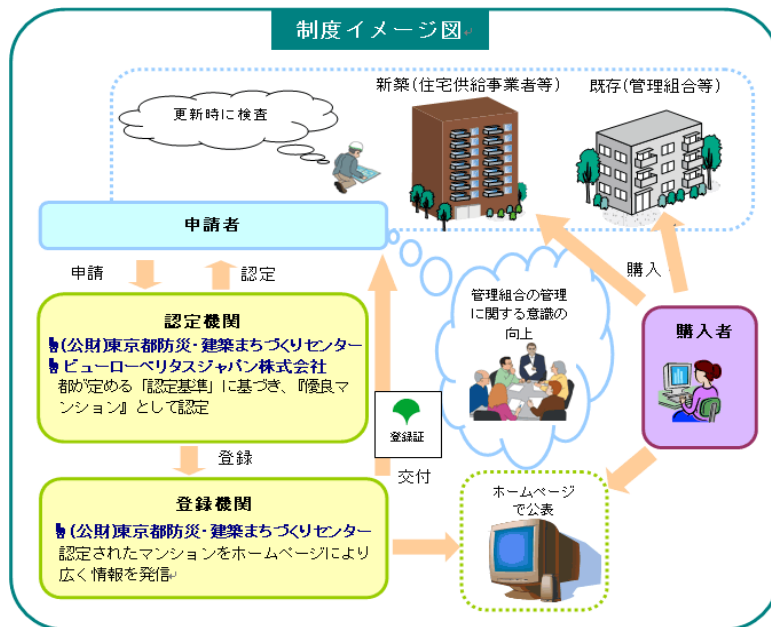 制度イメージ図
新築(住宅供給事業者等)
既存(管理組合等)
更新時に検査
申請者
申請
認定
購入
管理組合の管理
に関する意識の
向上
購入者
認定機関
(公財)東京都防災・建築まちづくりセンター
ビューローベリタスジャパン株式会社
都が定める「認定基準」に基づき、『優良マ
ンション』として認定
登録証
登録
交付
登録機関
(公財)東京都防災・建築まちづくりセンター
認定されたマンションをホームページにより
広く情報を発信
ホームページ
で公表